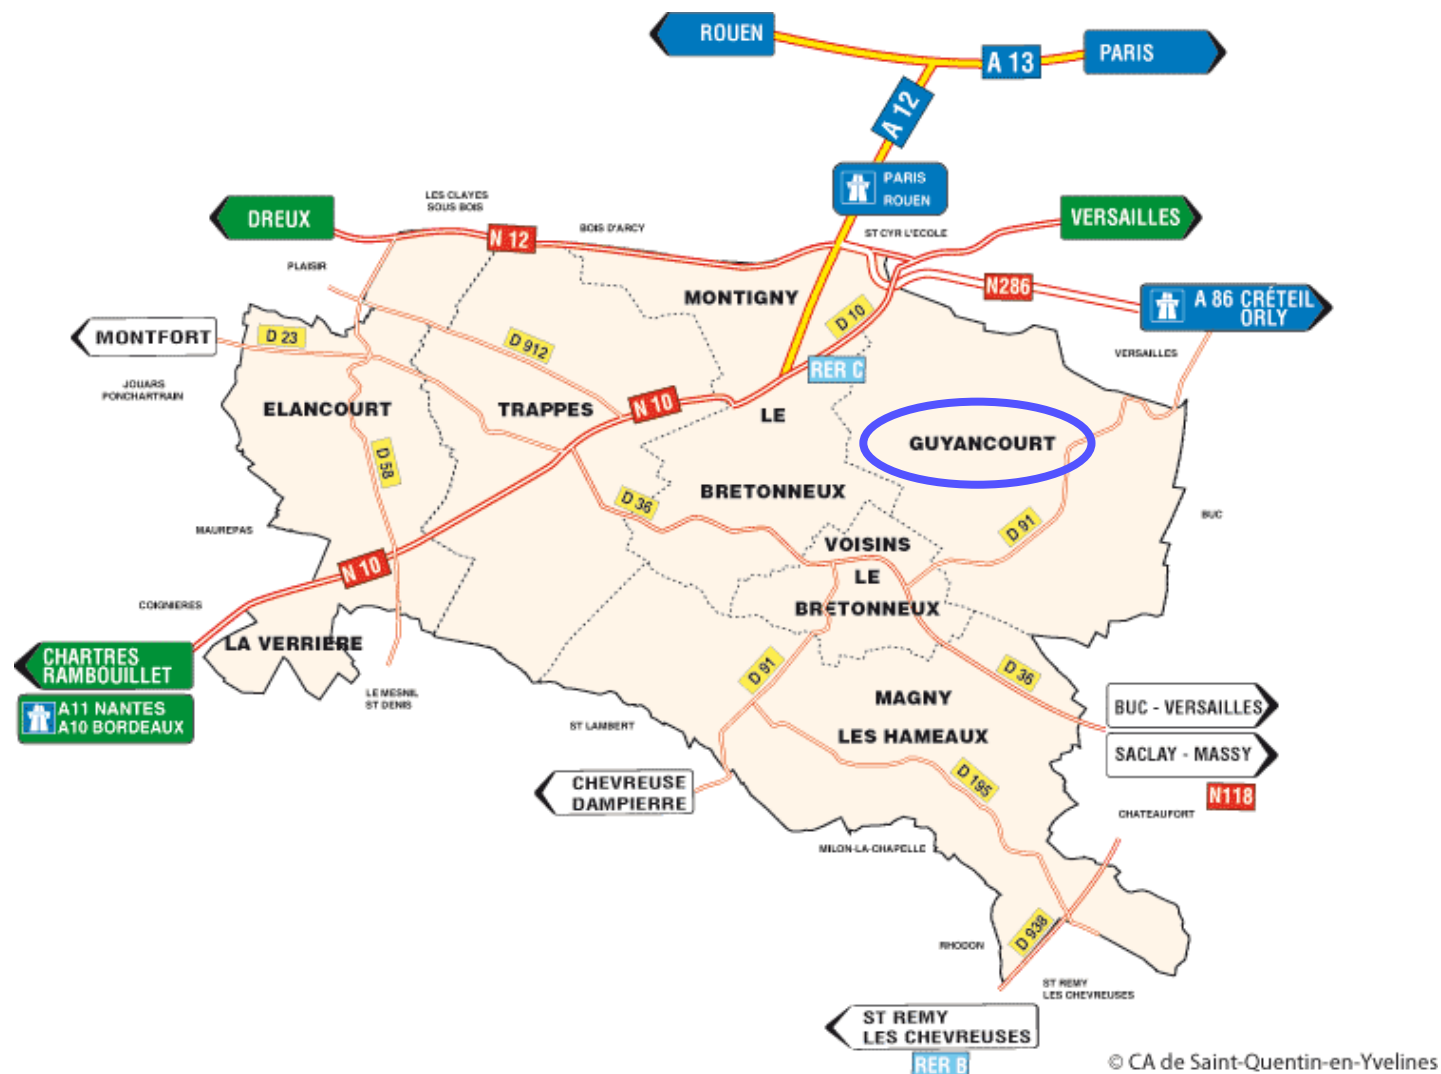 ROUEN
A 13
PARIS
A 12
PARIS
ROUEN
LES CLAYES
SOUS BOIS
DREUX
N 12
BOIS D'ARCY
ST CYR L'ECOLE
VERSAILLES
PLAISIR
N286
A 86 CRÉTEIL
ORLY
MONTIGNY
D 10
MONTFORT
D 23
D 912
RER C
VERSAILLES
JOUARS
PONCHARTRAIN
ELANCOURT
TRAPPES
N 10
LE
GUYANCOURT
D 58
BRETONNEUX
D 36
MAUREPAS
D 91
BUC
VOISINS
N 10
LE
COIGNIERES
BRETONNEUX
LA VERRIERE
CHARTRES
RAMBOUILLET
D 91
D 36
LE MESNIL
ST DENIS
MAGNY
BUC - VERSAILLES
A11 NANTES
A10 BORDEAUX
ST LAMBERT
LES HAMEAUX
SACLAY - MASSY
CHEVREUSE
DAMPIERRE
D 195
N118
CHATEAUFORT
MILON-LA-CHAPELLE
D 938
RHODON
ST REMY
LES CHEVREUSES
ST REMY
LES CHEVREUSES
RER B
© CA de Saint-Quentin-en-Yvelines